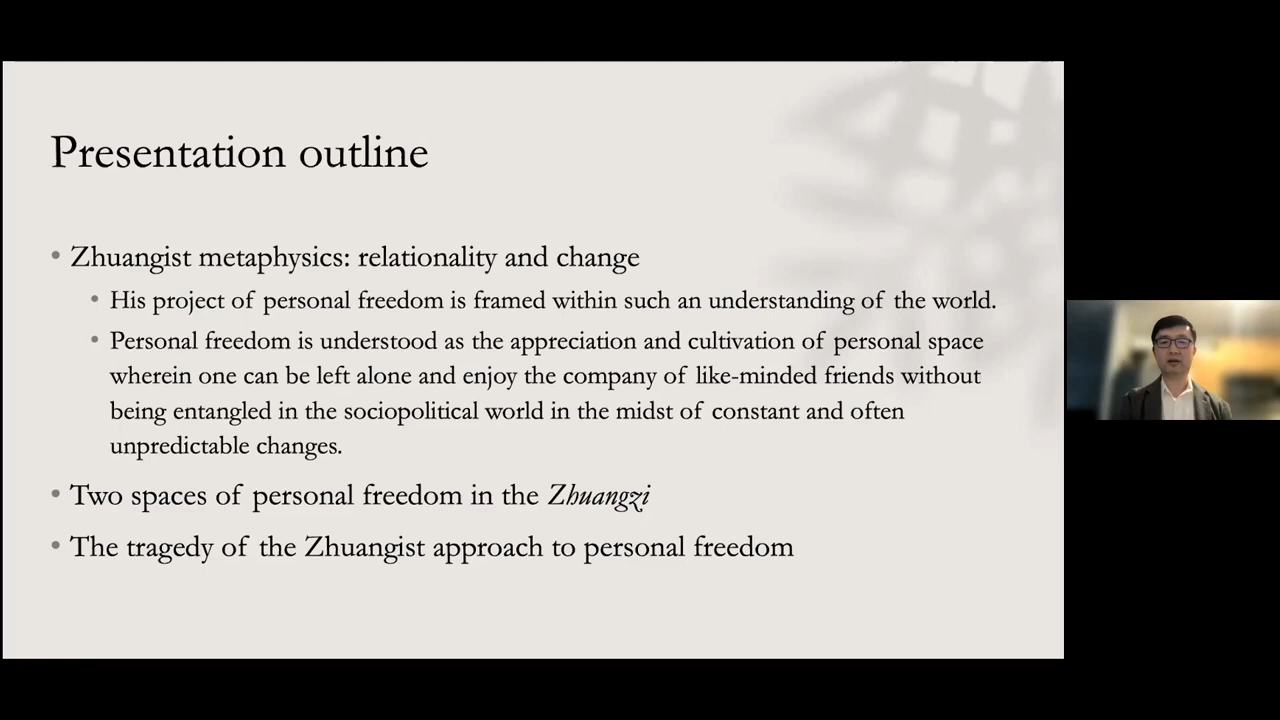 Presentation outline
• Zhuangist metaphysics: relationality and change
• His project of personal freedom is framed within such an understanding of the world.
• Personal freedom is understood as the appreciation and cultivation of personal space
wherein one can be left alone and enjoy the company of like-minded friends without
being entangled in the sociopolitical world in the midst of constant and often
unpredictable changes.
• Two spaces of personal freedom in the Zhuangzi
• The tragedy of the Zhuangist approach to personal freedom